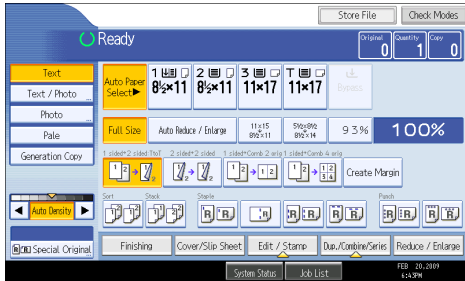 Store File
Check Modes
Ready
Original
0
Quantity
1
Copy
0
Text
Text / Photo
Photo
Pale
Generation Copy
Auto Paper
Select▶
1
8½×11
2
8½×11
3
11×17
T
11×17
Bypass
Full Size
Auto Reduce / Enlarge
11×15
8½×11
5½×8½
8½×14
93%
100%
1 sided→2 sided TtoT
2 sided→2 sided
1 sided→Comb 2 orig
1 sided→Comb 4 orig
Create Margin
Sort
Stack
Staple
Punch
Auto Density
Special Original
Finishing
Cover/Slip Sheet
Edit / Stamp
Dup./Combine/Series
Reduce / Enlarge
System Status
Job List
FEB 20,2009
6:43PM